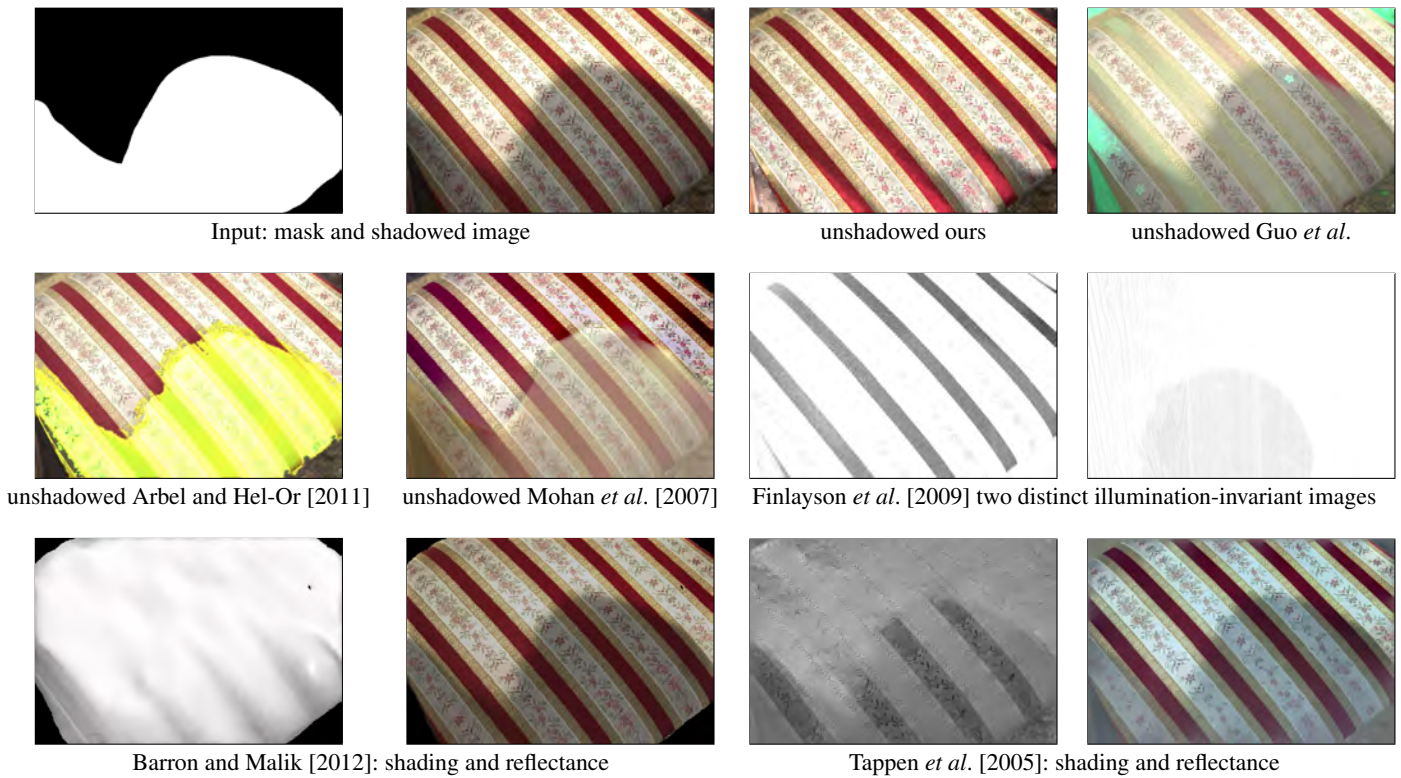 Input: mask and shadowed image
unshadowed ours
unshadowed Guo et al.
unshadowed Arbel and Hel-Or [2011]
unshadowed Mohan et al. [2007]
Finlayson et al. [2009] two distinct illumination-invariant images
Barron and Malik [2012]: shading and reflectance
Tappen et al. [2005]: shading and reflectance